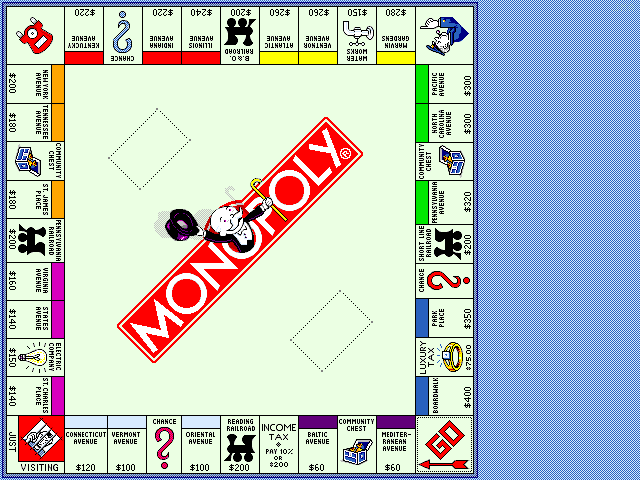 $220
$220
$240
$200
$260
$260
$150
$280
KENTUCKY
AVENUE
CHANCE
INDIANA
AVENUE
ILLINOIS
AVENUE
B. & O.
RAILROAD
ATLANTIC
AVENUE
VENTNOR
AVENUE
WATER
WORKS
MARVIN
GARDENS
$200
NEW YORK
AVENUE
$180
TENNESSEE
AVENUE
COMMUNITY
CHEST
$180
ST. JAMES
PLACE
$200
PENNSYLVANIA
RAILROAD
$160
VIRGINIA
AVENUE
$140
STATES
AVENUE
$150
ELECTRIC
COMPANY
$140
ST. CHARLES
PLACE
MONOPOLY®
PACIFIC
AVENUE
$300
NORTH
CAROLINA
AVENUE
$300
COMMUNITY
CHEST
PENNSYLVANIA
AVENUE
$320
SHORT LINE
RAILROAD
$200
CHANCE
PARK
PLACE
$350
LUXURY
TAX
$75.00
BOARDWALK
$400
JUST
VISITING
CONNECTICUT
AVENUE
$120
VERMONT
AVENUE
$100
CHANCE
ORIENTAL
AVENUE
$100
READING
RAILROAD
$200
INCOME
TAX
PAY 10%
OR
$200
BALTIC
AVENUE
$60
COMMUNITY
CHEST
MEDITER-
RANEAN
AVENUE
$60
GO